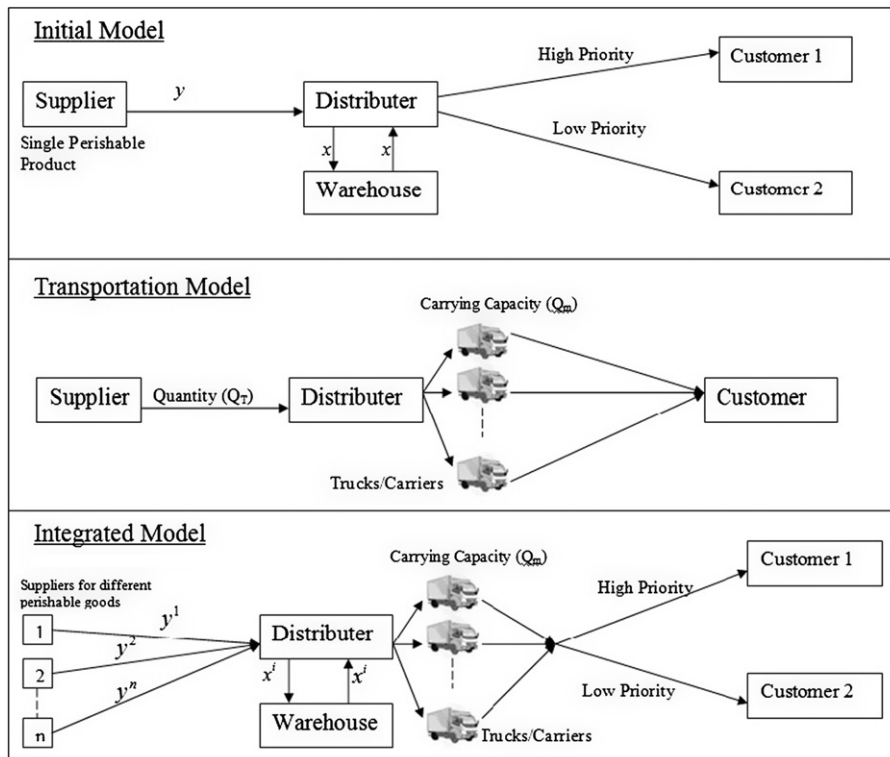 Initial Model
High Priority
Customer 1
Supplier
y
Distributer
Single Perishable
Product
x
x
Low Priority
Warehouse
Customer 2
Transportation Model
Carrying Capacity (Qm)
Supplier
Quantity (QT)
Distributer
Customer
Trucks/Carriers
Integrated Model
Carrying Capacity (Qm)
Customer 1
Suppliers for different
perishable goods
High Priority
1
y¹
Distributer
2
y²
xⁱ
xⁱ
Low Priority
Customer 2
yⁿ
n
Warehouse
Trucks/Carriers